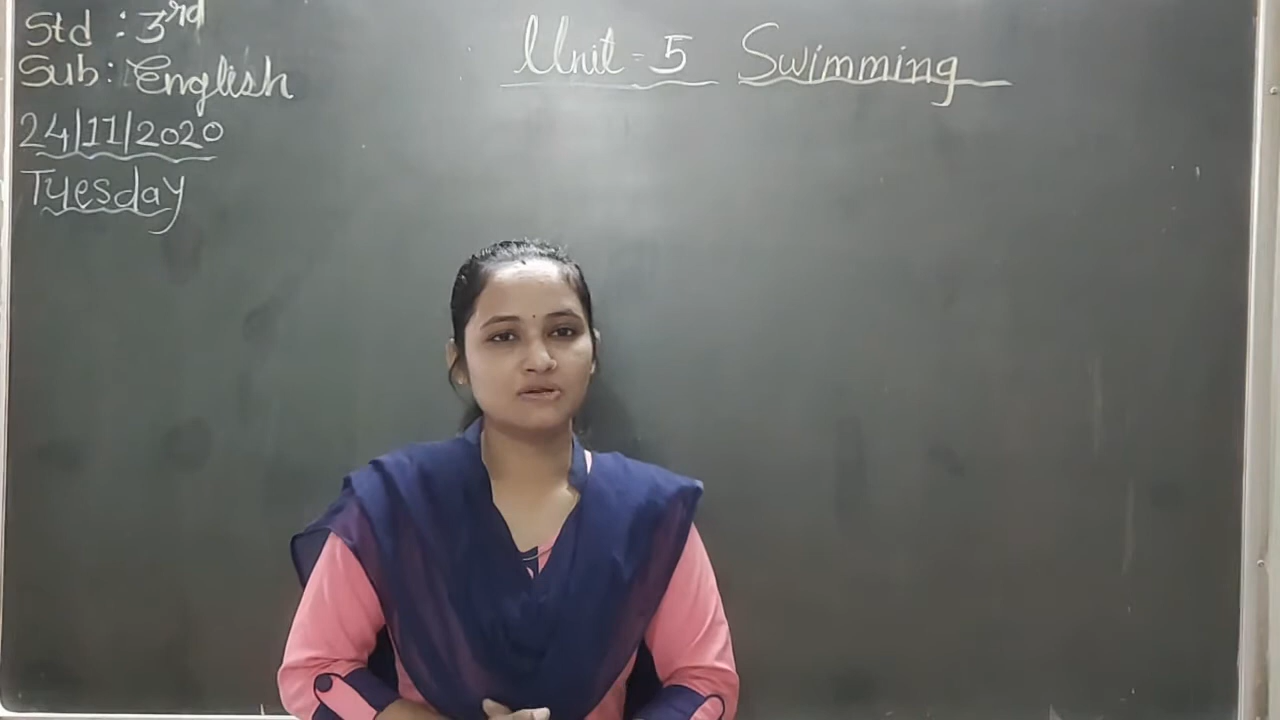 Std : 3rd
Sub: English
24/11/2020
Tuesday
Unit - 5 Swimming